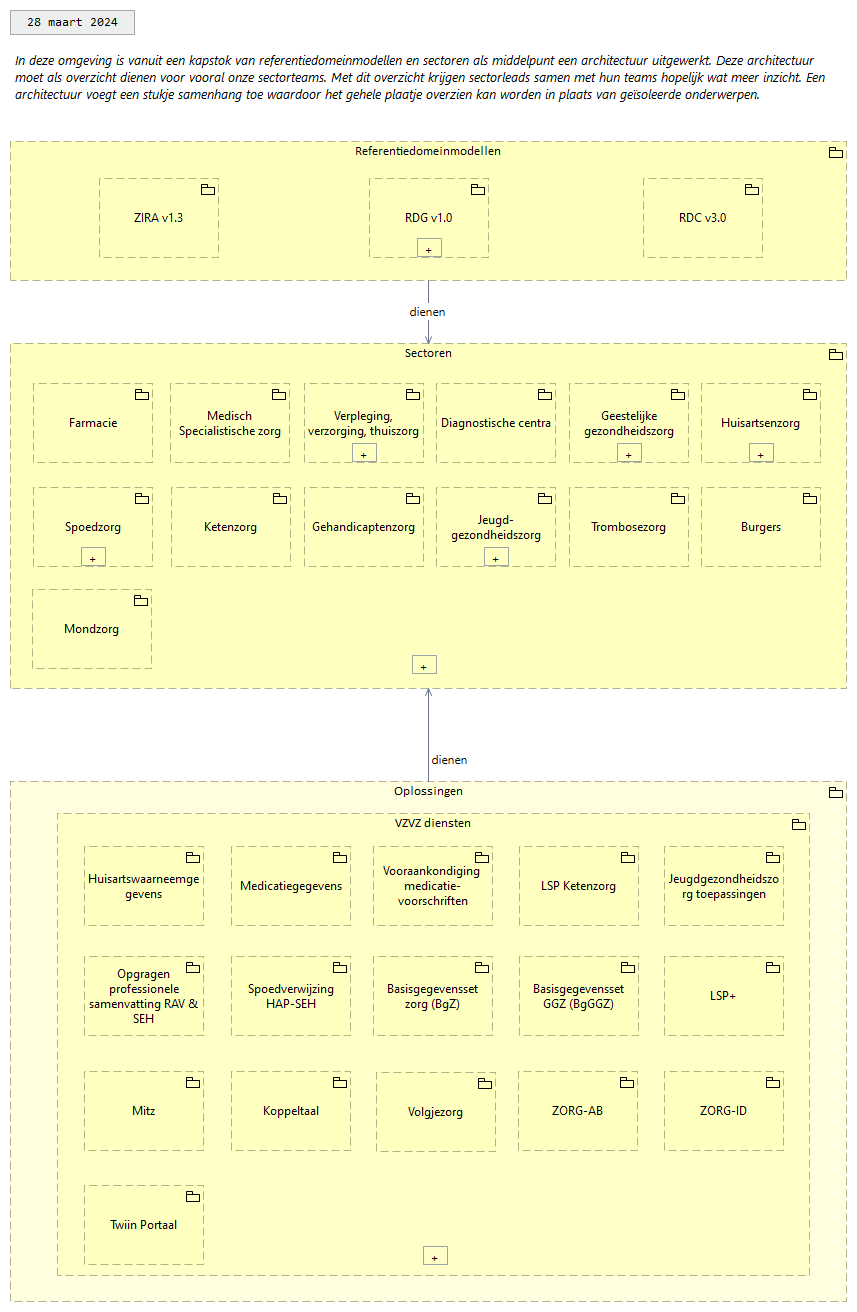 28 maart 2024
In deze omgeving is vanuit een kapstok van referentiedomeinmodellen en sectoren als middelpunt een architectuur uitgewerkt. Deze architectuur
moet als overzicht dienen voor vooral onze sectorteams. Met dit overzicht krijgen sectorleads samen met hun teams hopelijk wat meer inzicht. Een
architectuur voegt een stukje samenhang toe waardoor het gehele plaatje overzien kan worden in plaats van geïsoleerde onderwerpen.
Referentiedomeinmodellen
ZIRA v1.3
RDG v1.0
+
RDC v3.0
dienen
Sectoren
Farmacie
Medisch
Specialistische zorg
Verpleging,
verzorging, thuiszorg
+
Diagnostische centra
Geestelijke
gezondheidszorg
+
Huisartsenzorg
+
Spoedzorg
+
Ketenzorg
Gehandicaptenzorg
Jeugd-
gezondheidszorg
+
Trombosezorg
Burgers
Mondzorg
+
dienen
Oplossingen
VZVZ diensten
Huisartswaarneemge
gevens
Medicatiegegevens
Vooraankondiging
medicatie-
voorschriften
LSP Ketenzorg
Jeugdgezondheidszo
rg toepassingen
Opgragen
professionele
samenvatting RAV &
SEH
Spoedverwijzing
HAP-SEH
Basisgegevensset
zorg (BgZ)
Basisgegevensset
GGZ (BgGGZ)
LSP+
Mitz
Koppeltaal
Volgjezorg
ZORG-AB
ZORG-ID
Twiin Portaal
+